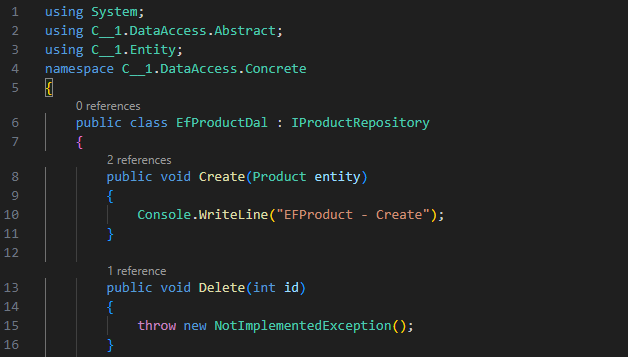 1 using System;
2 using C__1.DataAccess.Abstract;
3 using C__1.Entity;
4 namespace C__1.DataAccess.Concrete
5 {
0 references
6 public class EfProductDal : IProductRepository
7 {
2 references
8 public void Create(Product entity)
9 {
10 Console.WriteLine("EFProduct - Create");
11 }
12
1 reference
13 public void Delete(int id)
14 {
15 throw new NotImplementedException();
16 }